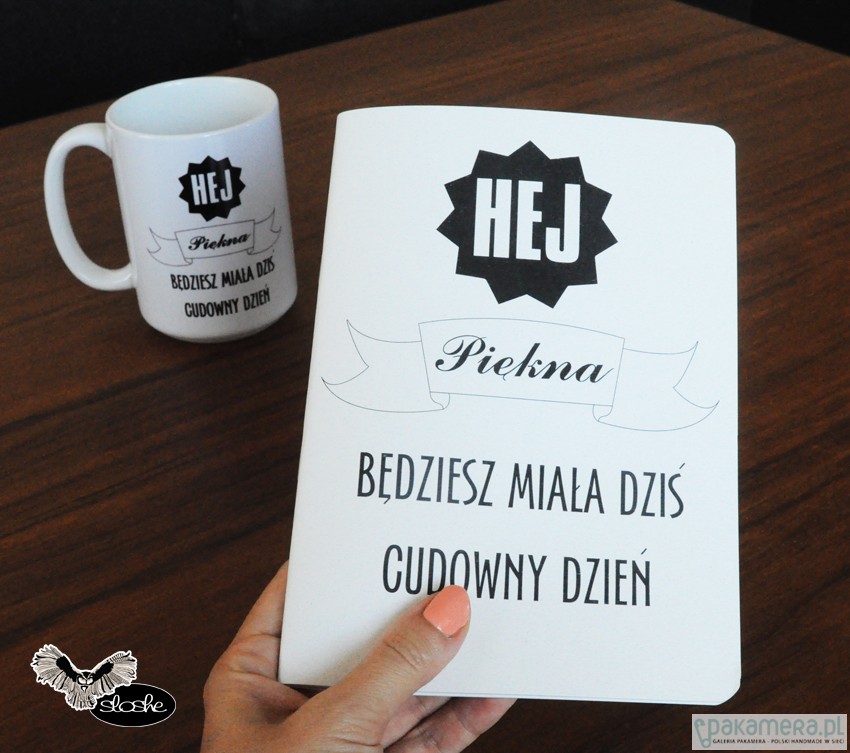 HEJ
Piękna
BĘDZIESZ MIAŁA DZIŚ
CUDOWNY DZIEŃ
HEJ
Piękna
BĘDZIESZ MIAŁA DZIŚ
CUDOWNY DZIEŃ
słoshe
pakamera.pl
GALERIA PAKAMERA - POLSKI HANDMADE W SIECI